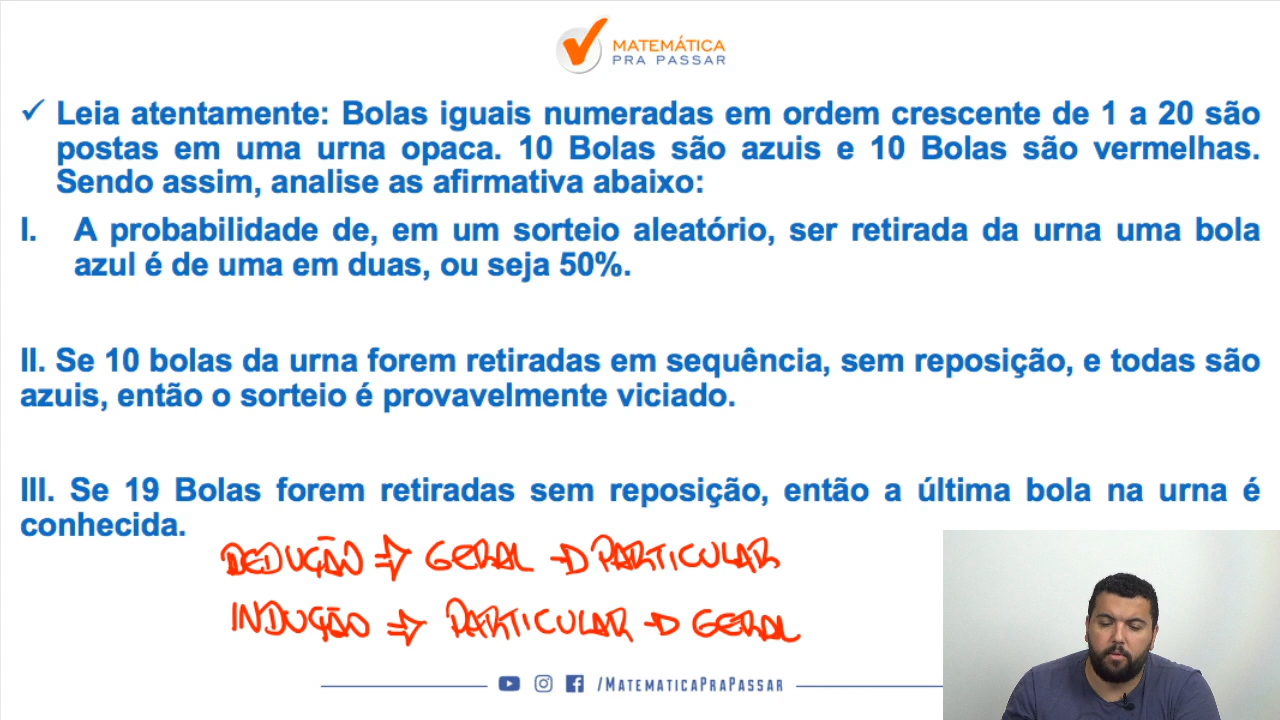 MATEMÁTICA
PRA PASSAR
✓ Leia atentamente: Bolas iguais numeradas em ordem crescente de 1 a 20 são
postas em uma urna opaca. 10 Bolas são azuis e 10 Bolas são vermelhas.
Sendo assim, analise as afirmativa abaixo:
I. A probabilidade de, em um sorteio aleatório, ser retirada da urna uma bola
azul é de uma em duas, ou seja 50%.
II. Se 10 bolas da urna forem retiradas em sequência, sem reposição, e todas são
azuis, então o sorteio é provavelmente viciado.
III. Se 19 Bolas forem retiradas sem reposição, então a última bola na urna é
conhecida.
DEDUÇÃO ⇒ GERAL → PARTICULAR
INDUÇÃO ⇒ PARTICULAR → GERAL
/MATEMATICAPRAPASSAR